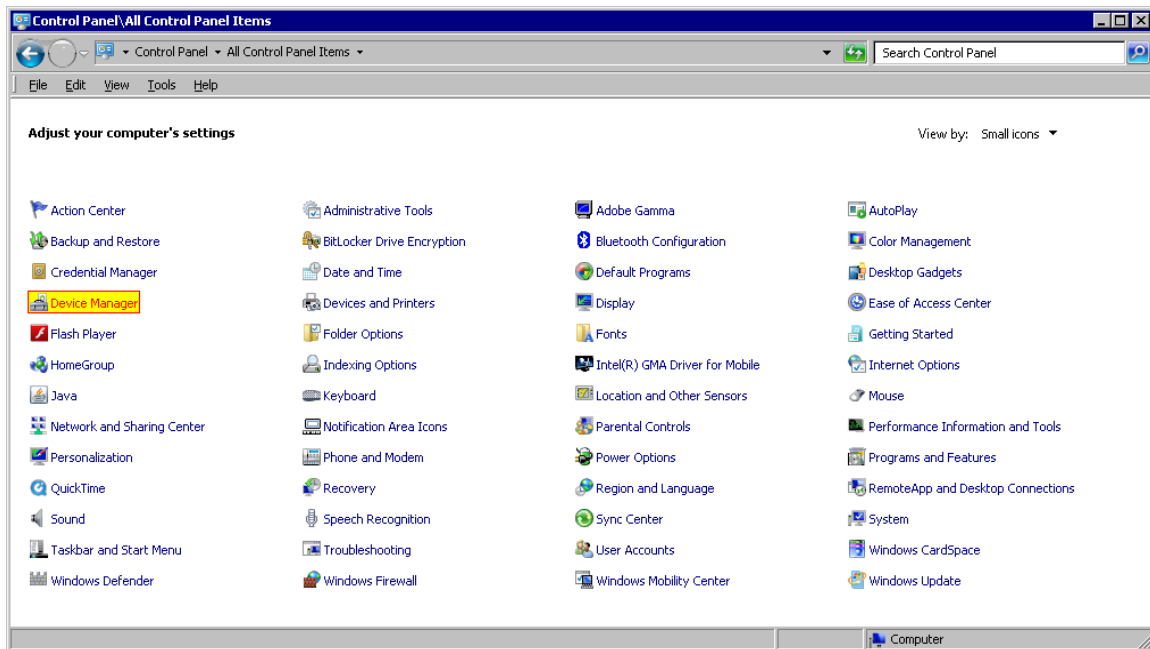 Control Panel\All Control Panel Items
Control Panel All Control Panel Items Search Control Panel
File Edit View Tools Help
Adjust your computer's settings View by: Small icons
Action Center Administrative Tools Adobe Gamma AutoPlay
Backup and Restore BitLocker Drive Encryption Bluetooth Configuration Color Management
Credential Manager Date and Time Default Programs Desktop Gadgets
Device Manager Devices and Printers Display Ease of Access Center
Flash Player Folder Options Fonts Getting Started
HomeGroup Indexing Options Intel(R) GMA Driver for Mobile Internet Options
Java Keyboard Location and Other Sensors Mouse
Network and Sharing Center Notification Area Icons Parental Controls Performance Information and Tools
Personalization Phone and Modem Power Options Programs and Features
QuickTime Recovery Region and Language RemoteApp and Desktop Connections
Sound Speech Recognition Sync Center System
Taskbar and Start Menu Troubleshooting User Accounts Windows CardSpace
Windows Defender Windows Firewall Windows Mobility Center Windows Update
Computer